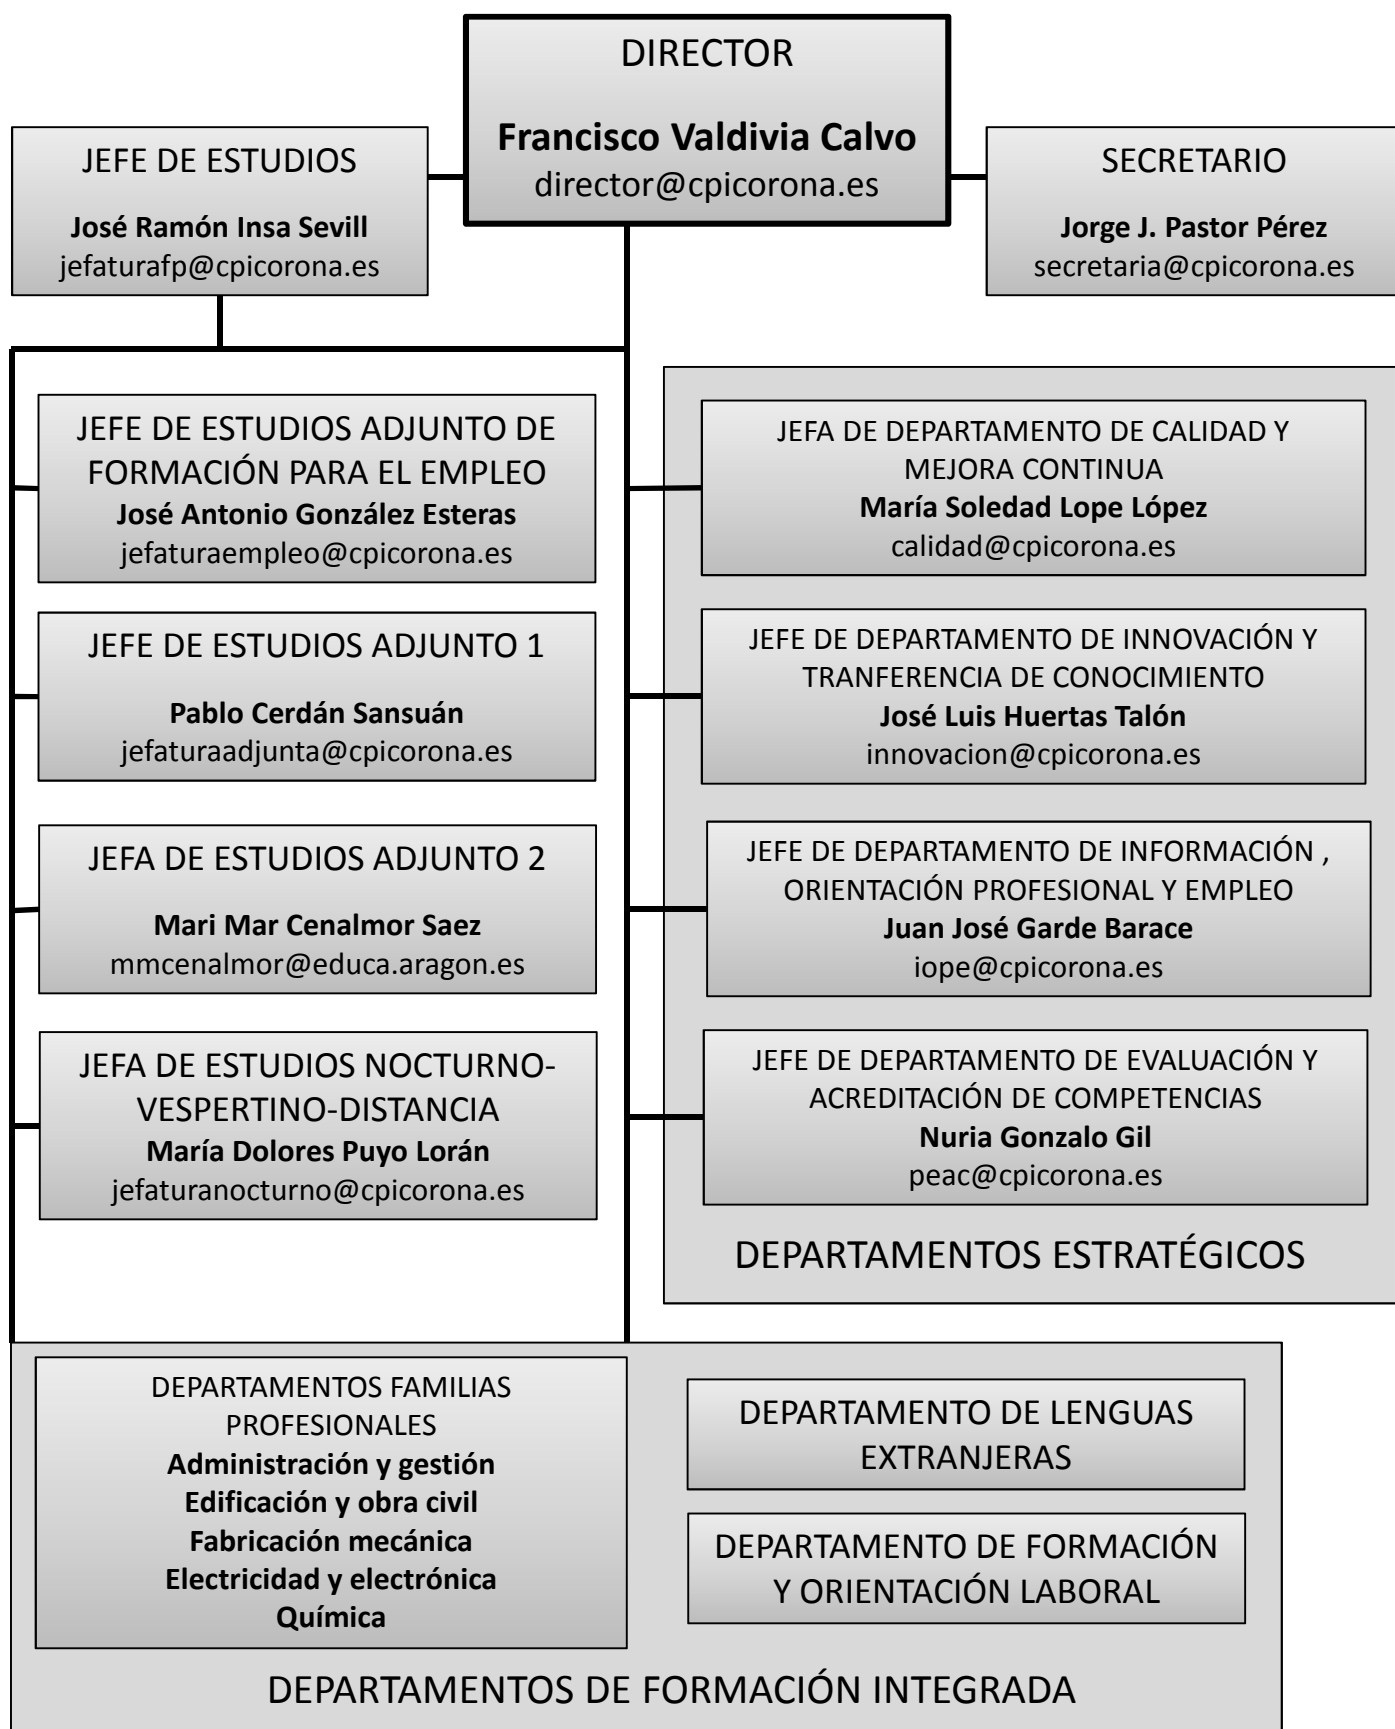 DIRECTOR
Francisco Valdivia Calvo
director@cpicorona.es
JEFE DE ESTUDIOS
José Ramón Insa Sevill
jefaturafp@cpicorona.es
SECRETARIO
Jorge J. Pastor Pérez
secretaria@cpicorona.es
JEFE DE ESTUDIOS ADJUNTO DE
FORMACIÓN PARA EL EMPLEO
José Antonio González Esteras
jefaturaempleo@cpicorona.es
JEFE DE ESTUDIOS ADJUNTO 1
Pablo Cerdán Sansuán
jefaturaadjunta@cpicorona.es
JEFA DE ESTUDIOS ADJUNTO 2
Mari Mar Cenalmor Saez
mmcenalmor@educa.aragon.es
JEFA DE ESTUDIOS NOCTURNO-
VESPERTINO-DISTANCIA
María Dolores Puyo Lorán
jefaturanocturno@cpicorona.es
JEFA DE DEPARTAMENTO DE CALIDAD Y
MEJORA CONTINUA
María Soledad Lope López
calidad@cpicorona.es
JEFE DE DEPARTAMENTO DE INNOVACIÓN Y
TRANFERENCIA DE CONOCIMIENTO
José Luis Huertas Talón
innovacion@cpicorona.es
JEFE DE DEPARTAMENTO DE INFORMACIÓN ,
ORIENTACIÓN PROFESIONAL Y EMPLEO
Juan José Garde Barace
iope@cpicorona.es
JEFE DE DEPARTAMENTO DE EVALUACIÓN Y
ACREDITACIÓN DE COMPETENCIAS
Nuria Gonzalo Gil
peac@cpicorona.es
DEPARTAMENTOS ESTRATÉGICOS
DEPARTAMENTOS FAMILIAS
PROFESIONALES
Administración y gestión
Edificación y obra civil
Fabricación mecánica
Electricidad y electrónica
Química
DEPARTAMENTO DE LENGUAS
EXTRANJERAS
DEPARTAMENTO DE FORMACIÓN
Y ORIENTACIÓN LABORAL
DEPARTAMENTOS DE FORMACIÓN INTEGRADA